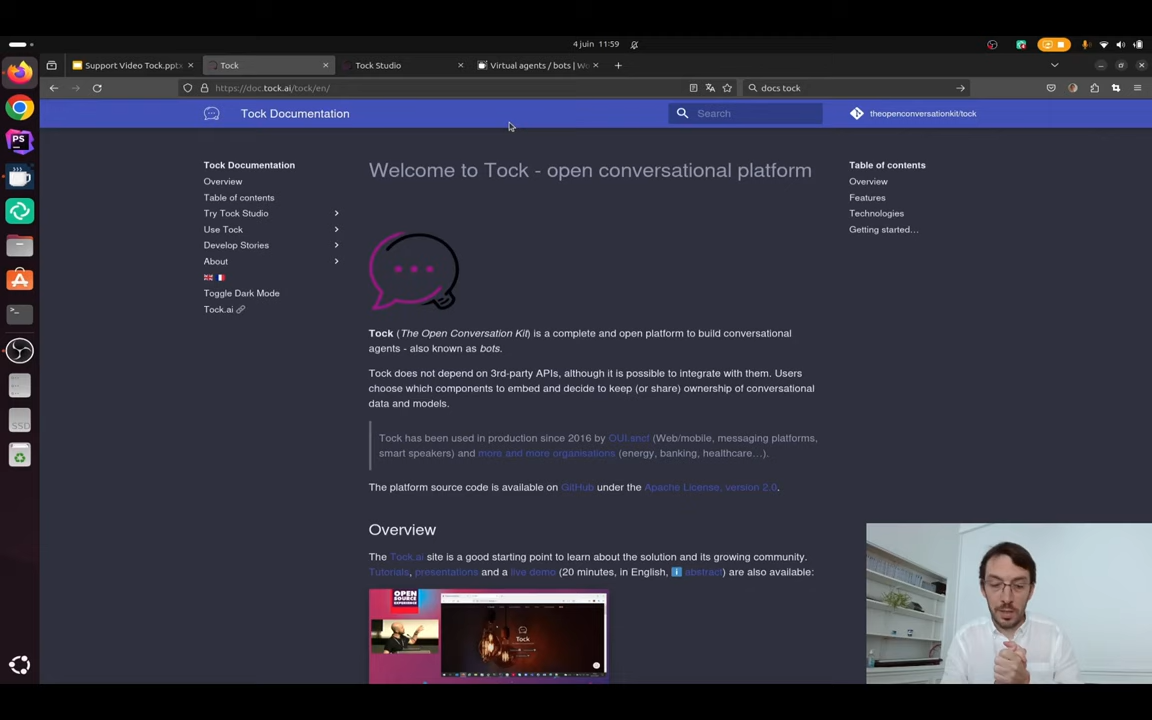 4 juin 11:59
Support Video Tock.pptx
Tock
Tock Studio
Virtual agents / bots | Wo
https://doc.tock.ai/tock/en/
docs tock
Tock Documentation
Search
theopenconversationkit/tock
Tock Documentation
Overview
Table of contents
Try Tock Studio
Use Tock
Develop Stories
About
Toggle Dark Mode
Tock.ai
Welcome to Tock - open conversational platform
Tock (The Open Conversation Kit) is a complete and open platform to build conversational
agents - also known as bots.
Tock does not depend on 3rd-party APIs, although it is possible to integrate with them. Users
choose which components to embed and decide to keep (or share) ownership of conversational
data and models.
Tock has been used in production since 2016 by OUI.sncf (Web/mobile, messaging platforms,
smart speakers) and more and more organisations (energy, banking, healthcare...).
The platform source code is available on GitHub under the Apache License, version 2.0.
Overview
The Tock.ai site is a good starting point to learn about the solution and its growing community.
Tutorials, presentations and a live demo (20 minutes, in English, ℹ abstract) are also available:
OPEN
SOURCE
EXPERIENCE
Tock
Table of contents
Overview
Features
Technologies
Getting started...
PS
SSD